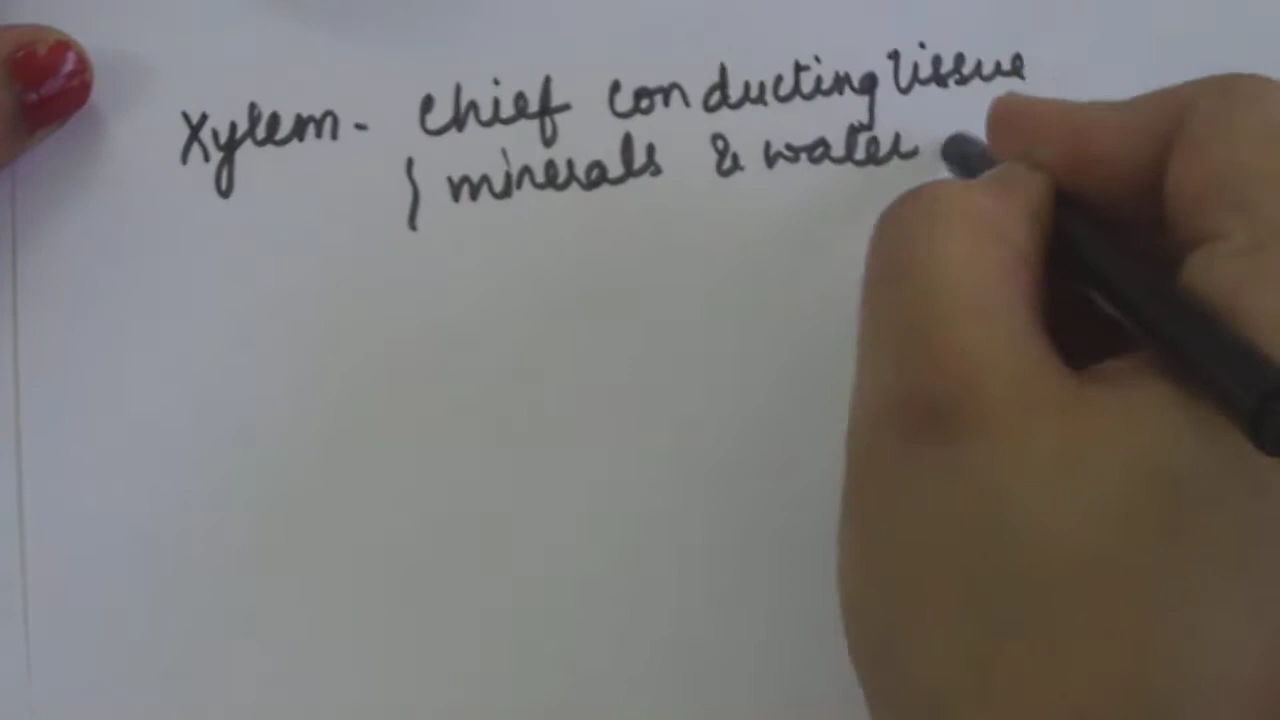 Xylem - chief conducting tissue
} minerals & water